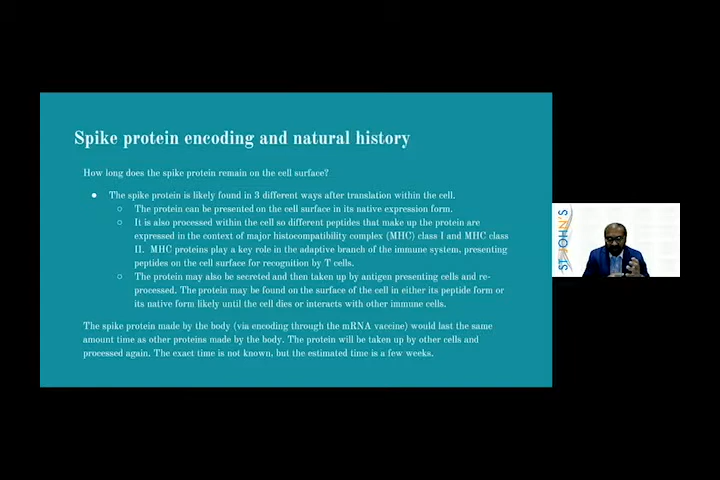 Spike protein encoding and natural history
How long does the spike protein remain on the cell surface?
● The spike protein is likely found in 3 different ways after translation within the cell.
○ The protein can be presented on the cell surface in its native expression form.
○ It is also processed within the cell so different peptides that make up the protein are
expressed in the context of major histocompatibility complex (MHC) class I and MHC class
II. MHC proteins play a key role in the adaptive branch of the immune system, presenting
peptides on the cell surface for recognition by T cells.
○ The protein may also be secreted and then taken up by antigen presenting cells and re-
processed. The protein may be found on the surface of the cell in either its peptide form or
its native form likely until the cell dies or interacts with other immune cells.
The spike protein made by the body (via encoding through the mRNA vaccine) would last the same
amount time as other proteins made by the body. The protein will be taken up by other cells and
processed again. The exact time is not known, but the estimated time is a few weeks.
ST JOHN'S